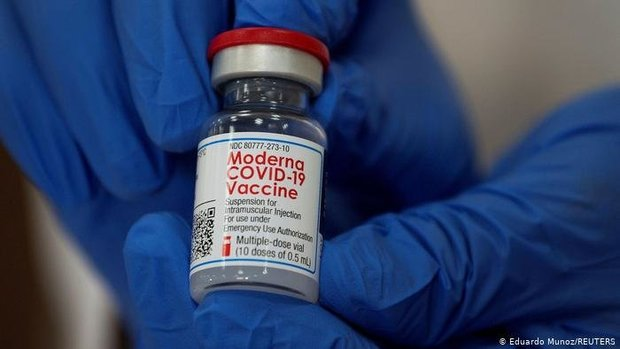 NDC 80777-273-10
Moderna
COVID-19
Vaccine
Suspension for
Intramuscular Injection
For use under
Emergency Use Authorization
Multiple-dose vial
(10 doses of 0.5 mL)
© Eduardo Munoz/REUTERS